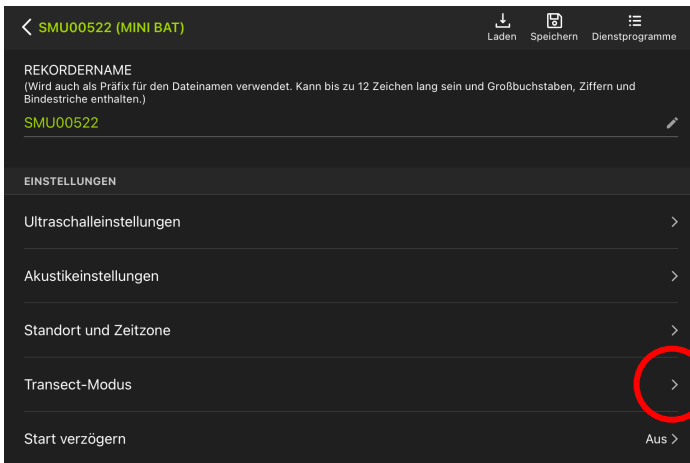 SMU00522 (MINI BAT)
Laden Speichern Dienstprogramme
REKORDERNAME
(Wird auch als Präfix für den Dateinamen verwendet. Kann bis zu 12 Zeichen lang sein und Großbuchstaben, Ziffern und
Bindestriche enthalten.)
SMU00522
EINSTELLUNGEN
Ultraschalleinstellungen
Akustikeinstellungen
Standort und Zeitzone
Transect-Modus
Start verzögern Aus